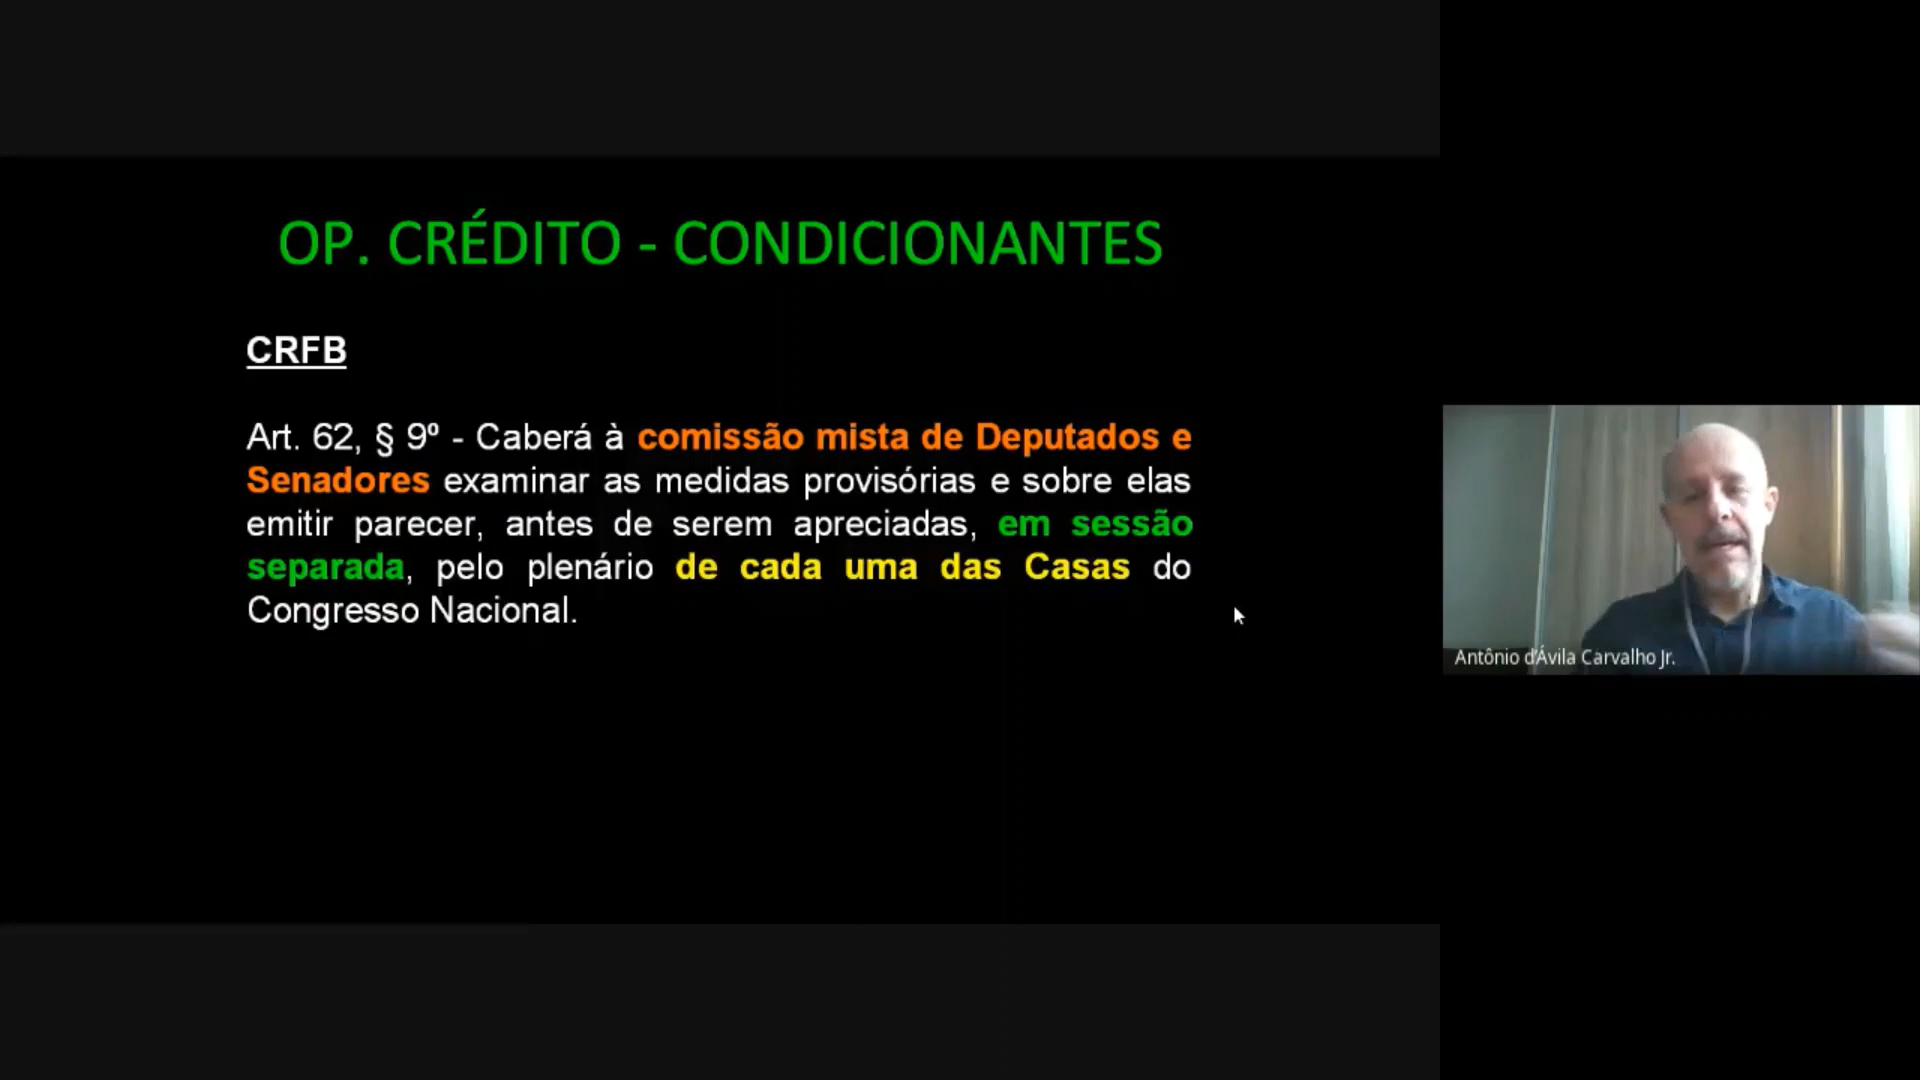 OP. CRÉDITO - CONDICIONANTES
CRFB
Art. 62, § 9º - Caberá à comissão mista de Deputados e
Senadores examinar as medidas provisórias e sobre elas
emitir parecer, antes de serem apreciadas, em sessão
separada, pelo plenário de cada uma das Casas do
Congresso Nacional.
Antônio d'Ávila Carvalho Jr.